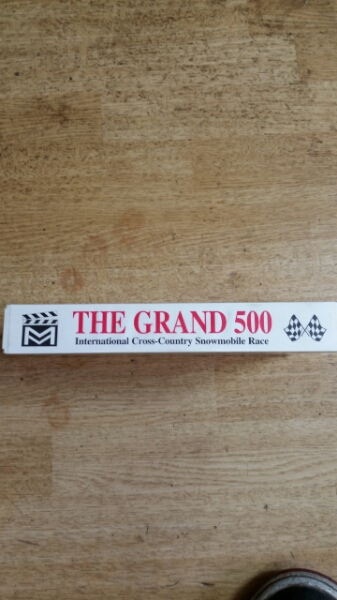 THE GRAND 500
International Cross-Country Snowmobile Race
M